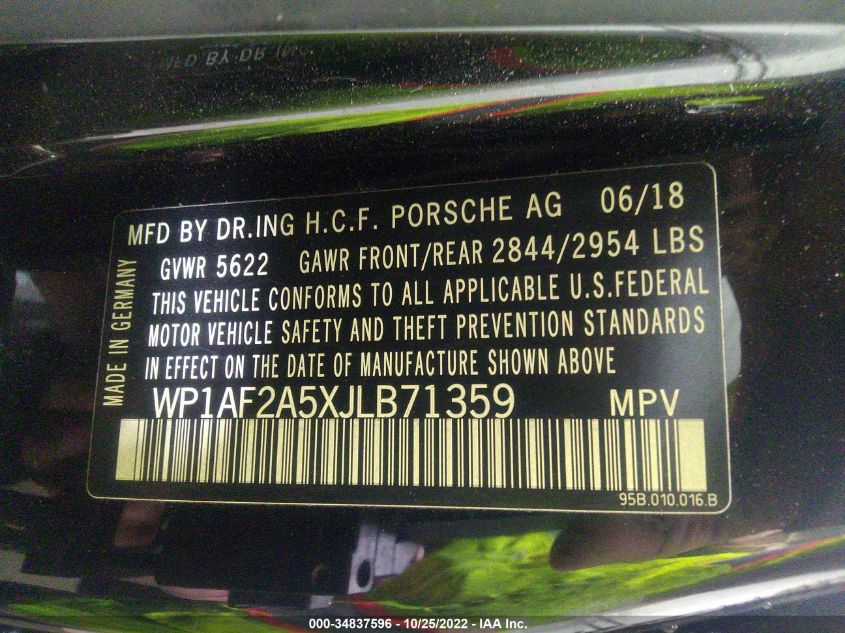 MFD BY DR.ING H.C.F. PORSCHE AG 06/18
GVWR 5622 GAWR FRONT/REAR 2844/2954 LBS
THIS VEHICLE CONFORMS TO ALL APPLICABLE U.S.FEDERAL
MOTOR VEHICLE SAFETY AND THEFT PREVENTION STANDARDS
IN EFFECT ON THE DATE OF MANUFACTURE SHOWN ABOVE
MADE IN GERMANY
WP1AF2A5XJLB71359 MPV
95B.010.016.B
000-34837596 - 10/25/2022 - IAA Inc.